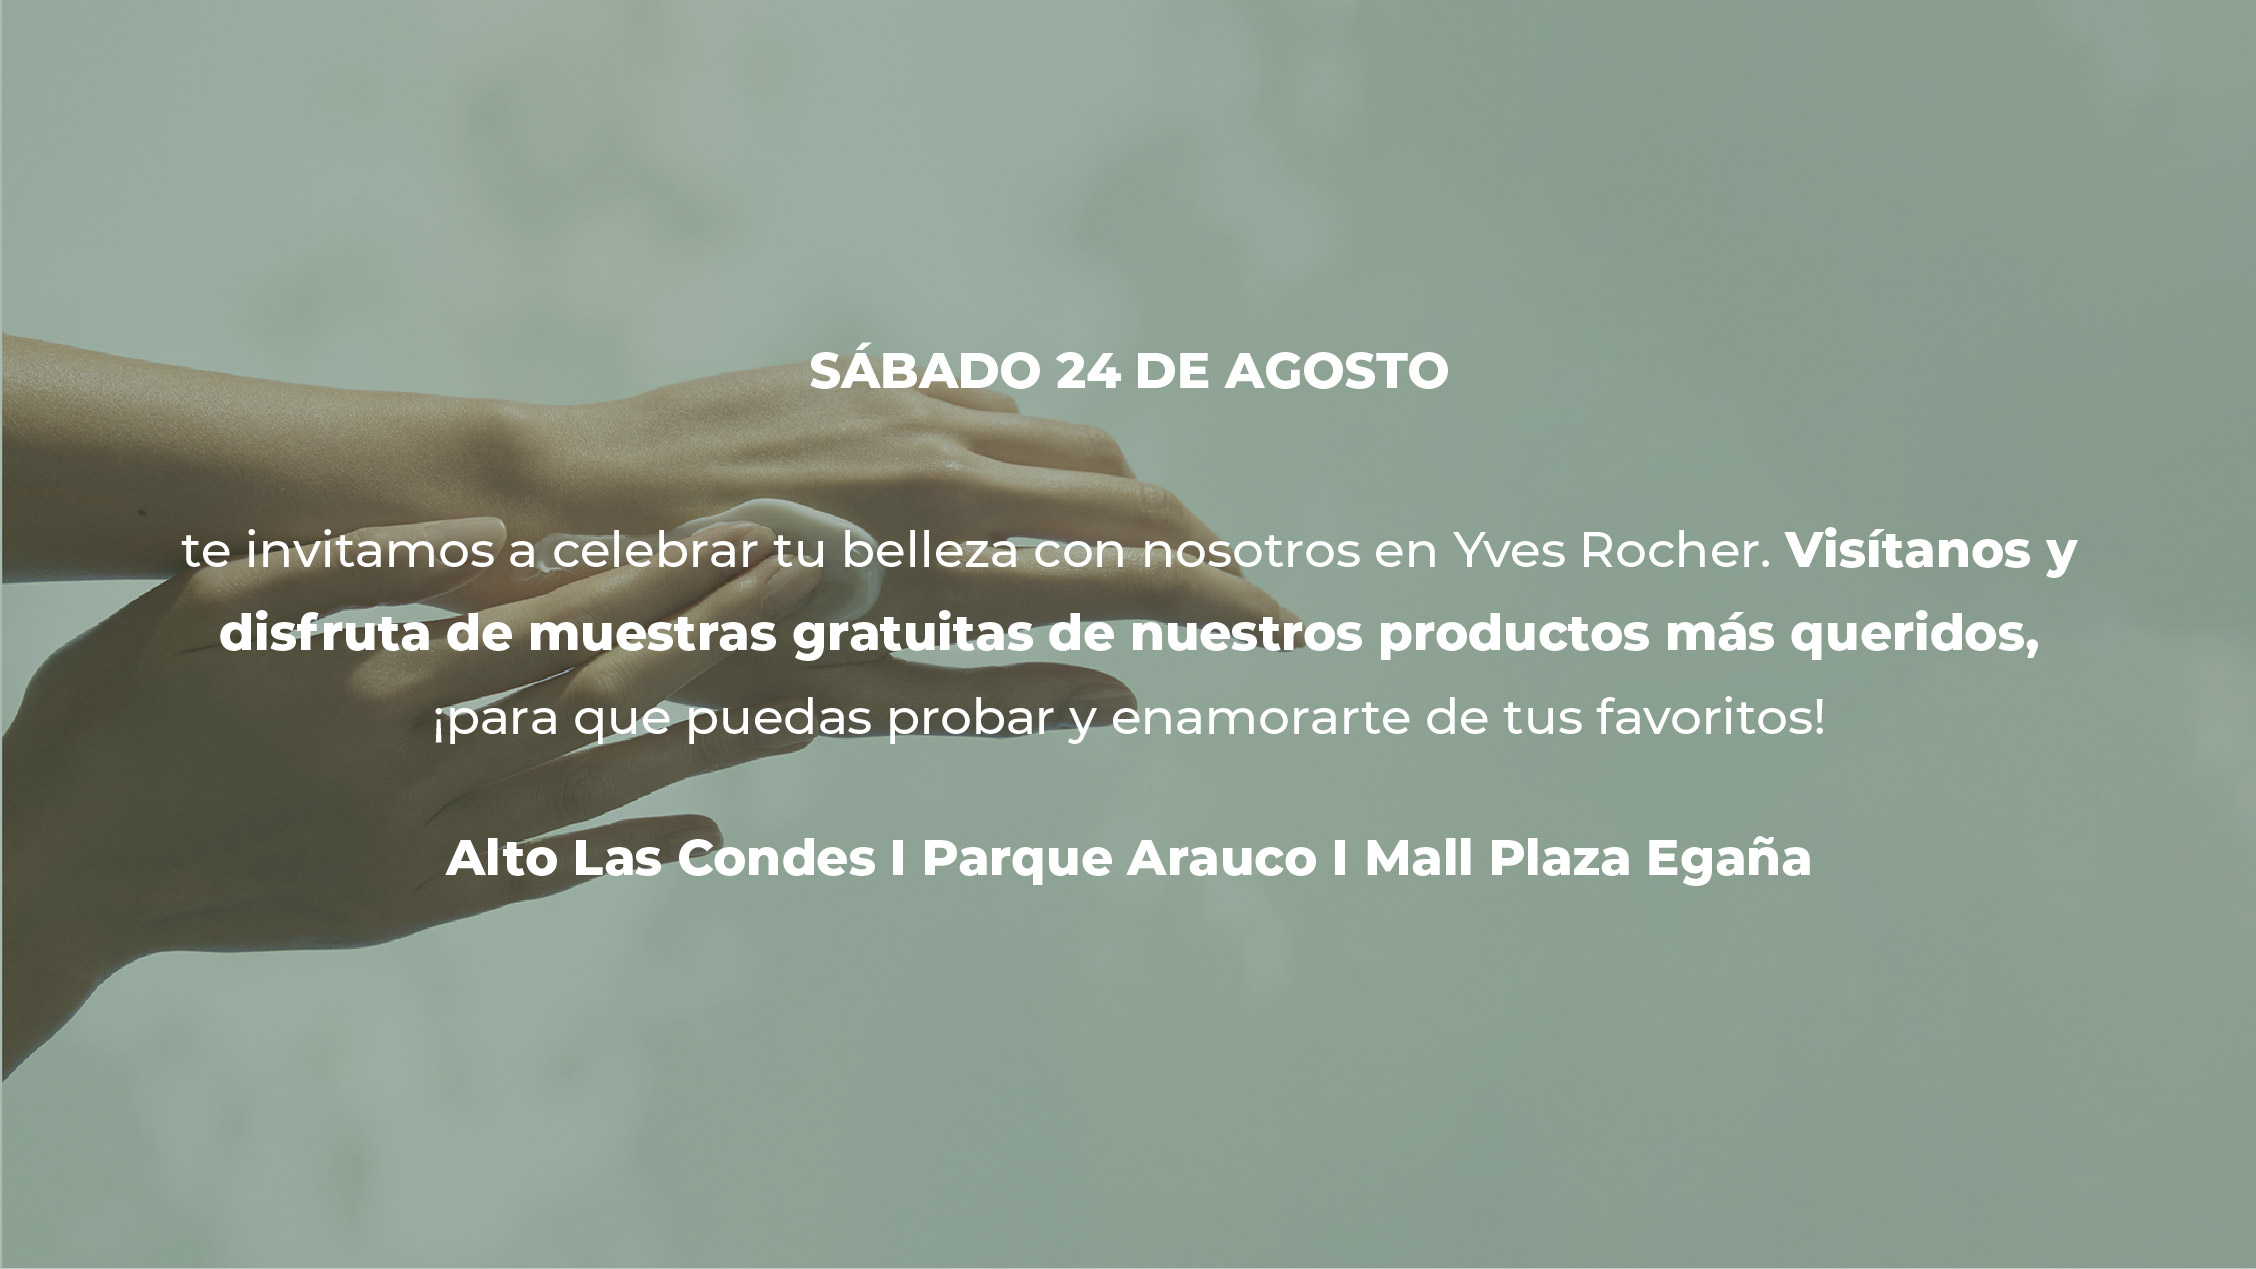 SÁBADO 24 DE AGOSTO
te invitamos a celebrar tu belleza con nosotros en Yves Rocher. Visítanos y
disfruta de muestras gratuitas de nuestros productos más queridos,
¡para que puedas probar y enamorarte de tus favoritos!
Alto Las Condes I Parque Arauco I Mall Plaza Egaña